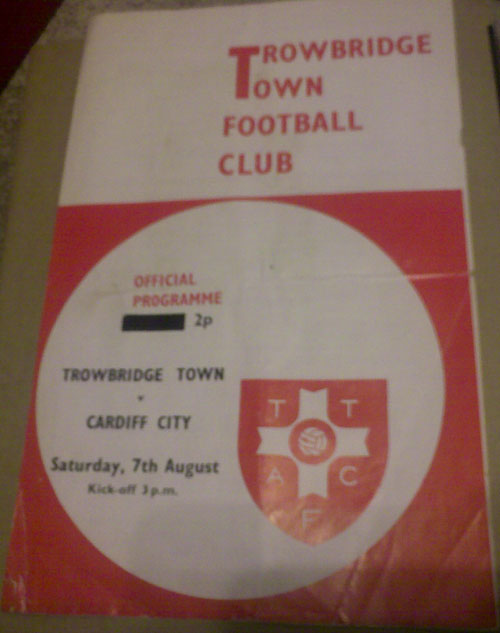 TROWBRIDGE
TOWN
FOOTBALL
CLUB
OFFICIAL
PROGRAMME
2p
TROWBRIDGE TOWN
v
CARDIFF CITY
Saturday, 7th August
Kick-off 3 p.m.
T T
A C
F